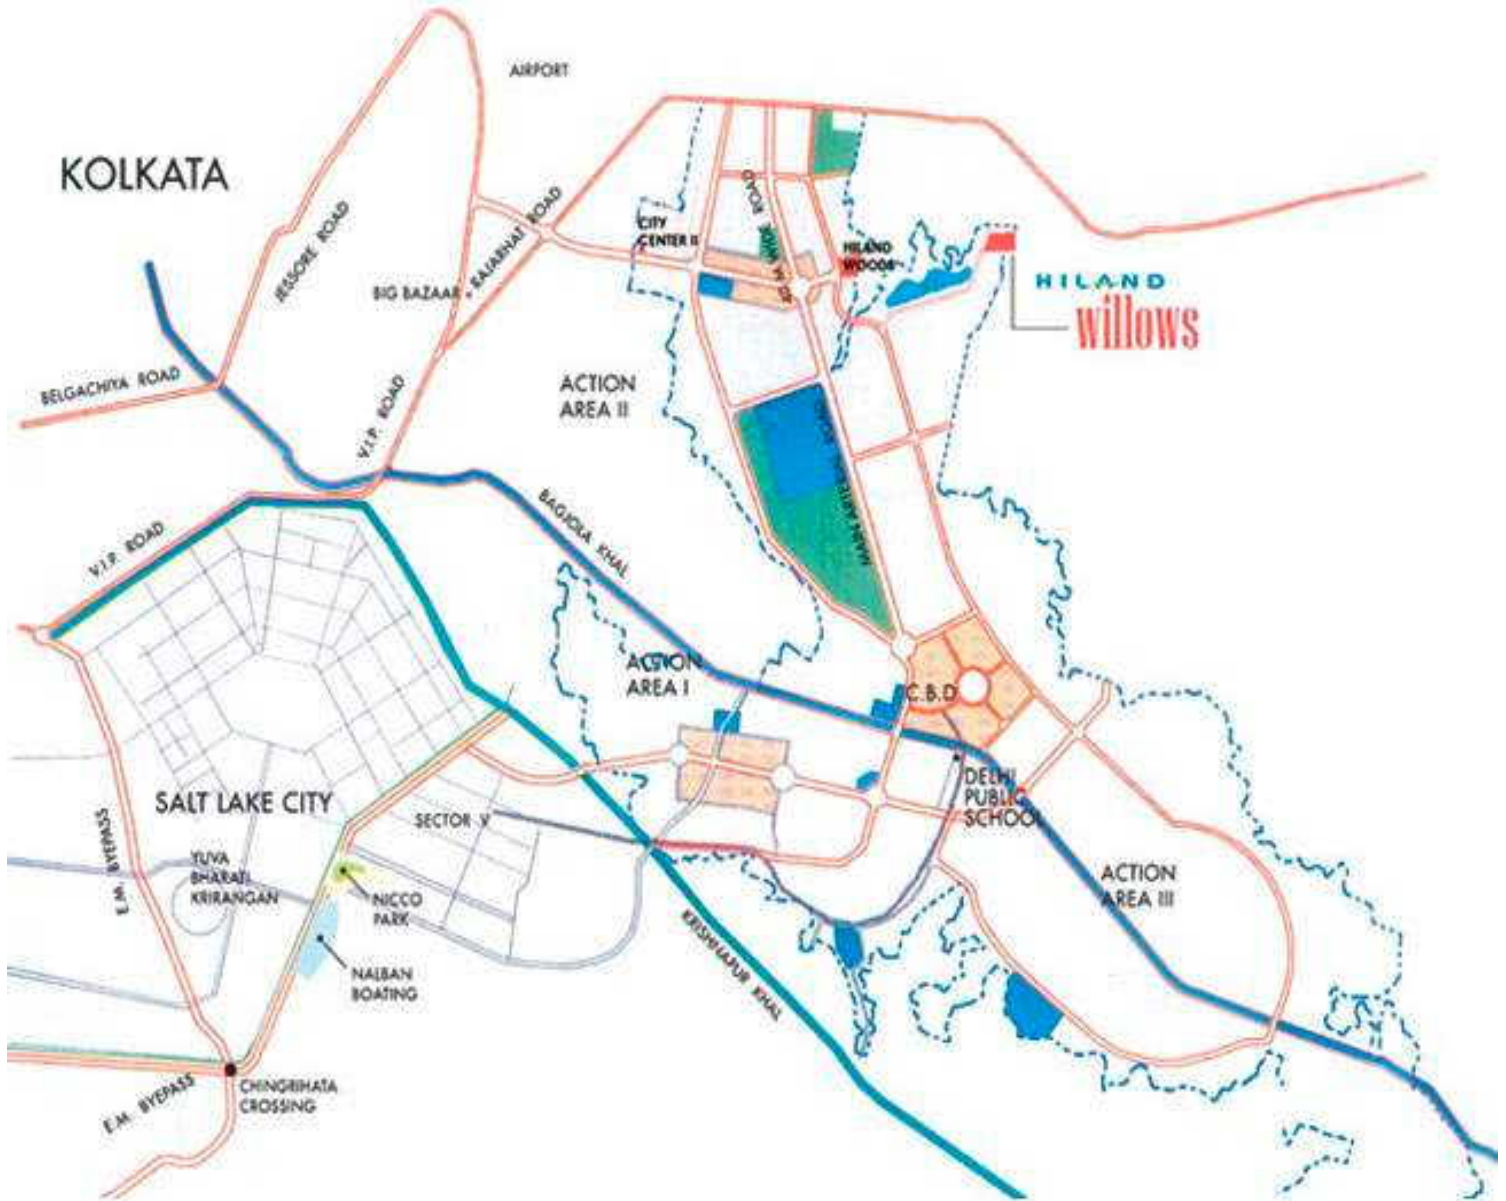 AIRPORT
KOLKATA
JESSORE ROAD
BIG BAZAAR
RAJARHAT ROAD
CITY
CENTER II
HILAND
WOODS
HILAND
willows
BELGACHIYA ROAD
V.I.P. ROAD
ACTION
AREA II
V.I.P. ROAD
BAGJOLA KHAL
ACTION
AREA I
C.B.D
DELHI
PUBLIC
SCHOOL
SALT LAKE CITY
SECTOR V
E.M. BYEPASS
YUVA
BHARATI
KRIRANGAN
NICCO
PARK
NALBAN
BOATING
KRISHNAPUR KHAL
ACTION
AREA III
E.M. BYEPASS
CHINGRIHATA
CROSSING